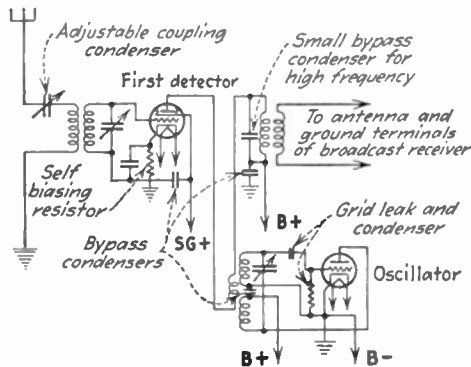 Adjustable coupling
condenser
Small bypass
condenser for
high frequency
First detector
To antenna and
ground terminals
of broadcast receiver
Self
biasing
resistor
Bypass
condensers
SG+
B+
Grid leak and
condenser
Oscillator
B+
B-